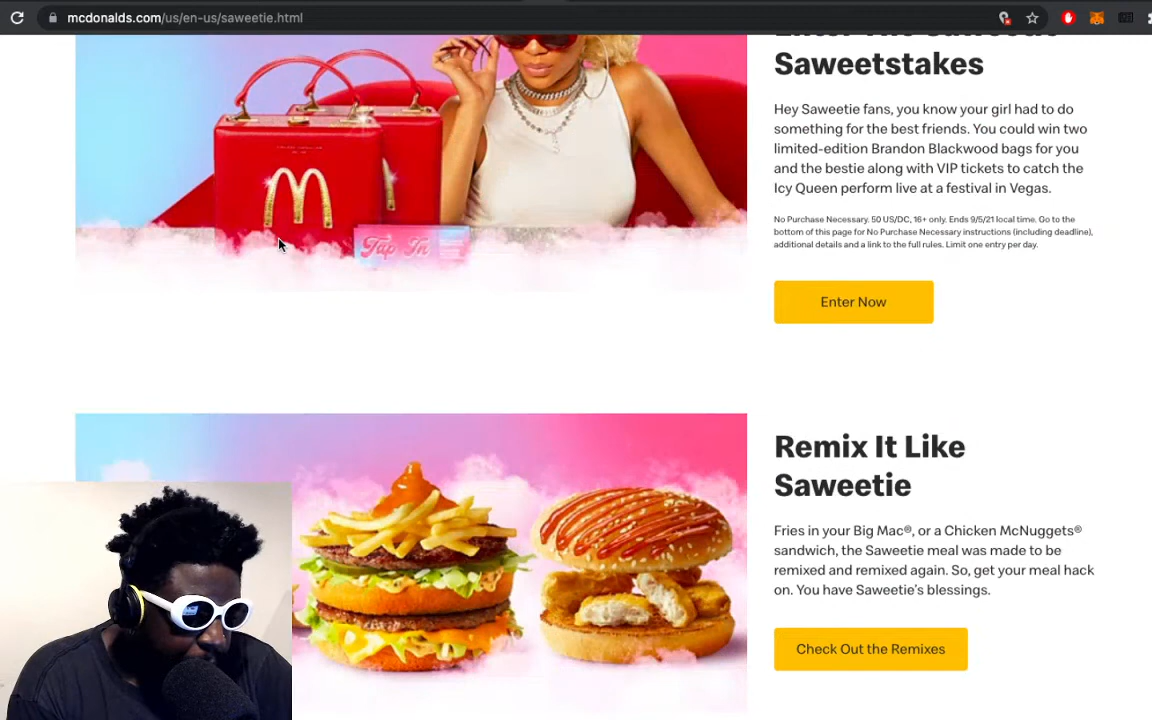 mcdonalds.com/us/en-us/saweetie.html
Saweetstakes
Hey Saweetie fans, you know your girl had to do
something for the best friends. You could win two
limited-edition Brandon Blackwood bags for you
and the bestie along with VIP tickets to catch the
Icy Queen perform live at a festival in Vegas.
No Purchase Necessary. 50 US/DC, 16+ only. Ends 9/5/21 local time. Go to the
bottom of this page for No Purchase Necessary instructions (including deadline),
additional details and a link to the full rules. Limit one entry per day.
Enter Now
Tap In
Remix It Like
Saweetie
Fries in your Big Mac®, or a Chicken McNuggets®
sandwich, the Saweetie meal was made to be
remixed and remixed again. So, get your meal hack
on. You have Saweetie's blessings.
Check Out the Remixes